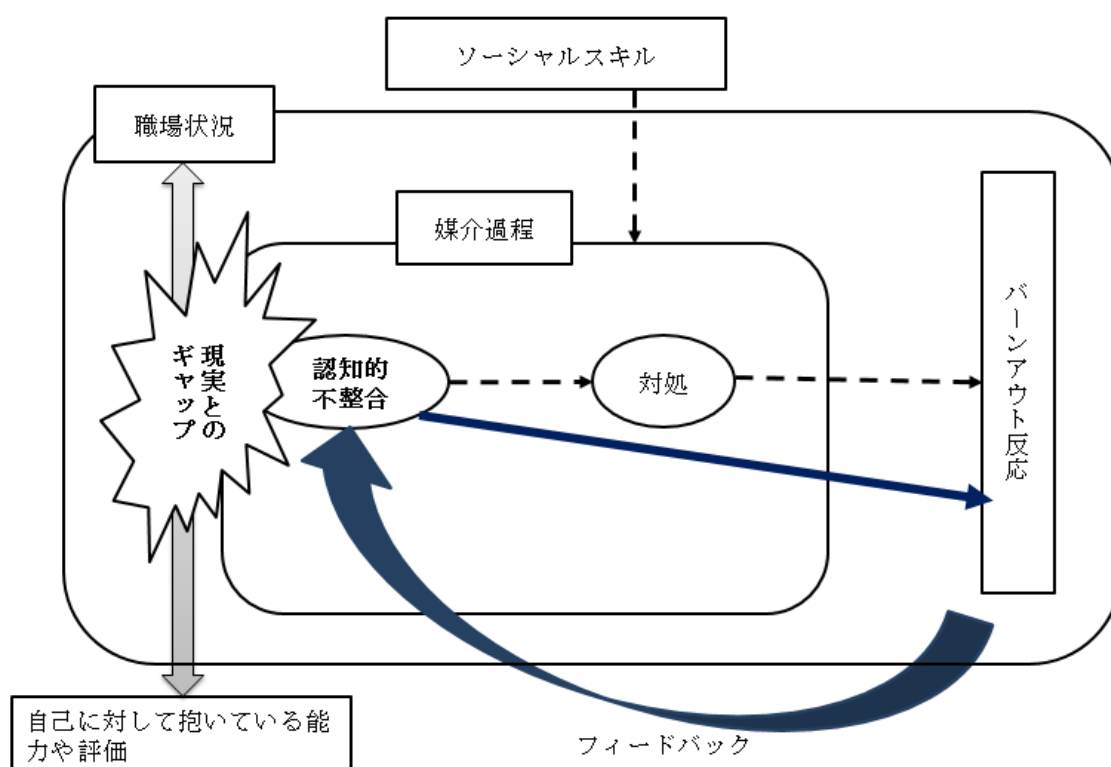 ソーシャルスキル
職場状況
媒介過程
現実との
ギャップ
認知的
不整合
対処
バーンアウト反応
自己に対して抱いている能
力や評価
フィードバック